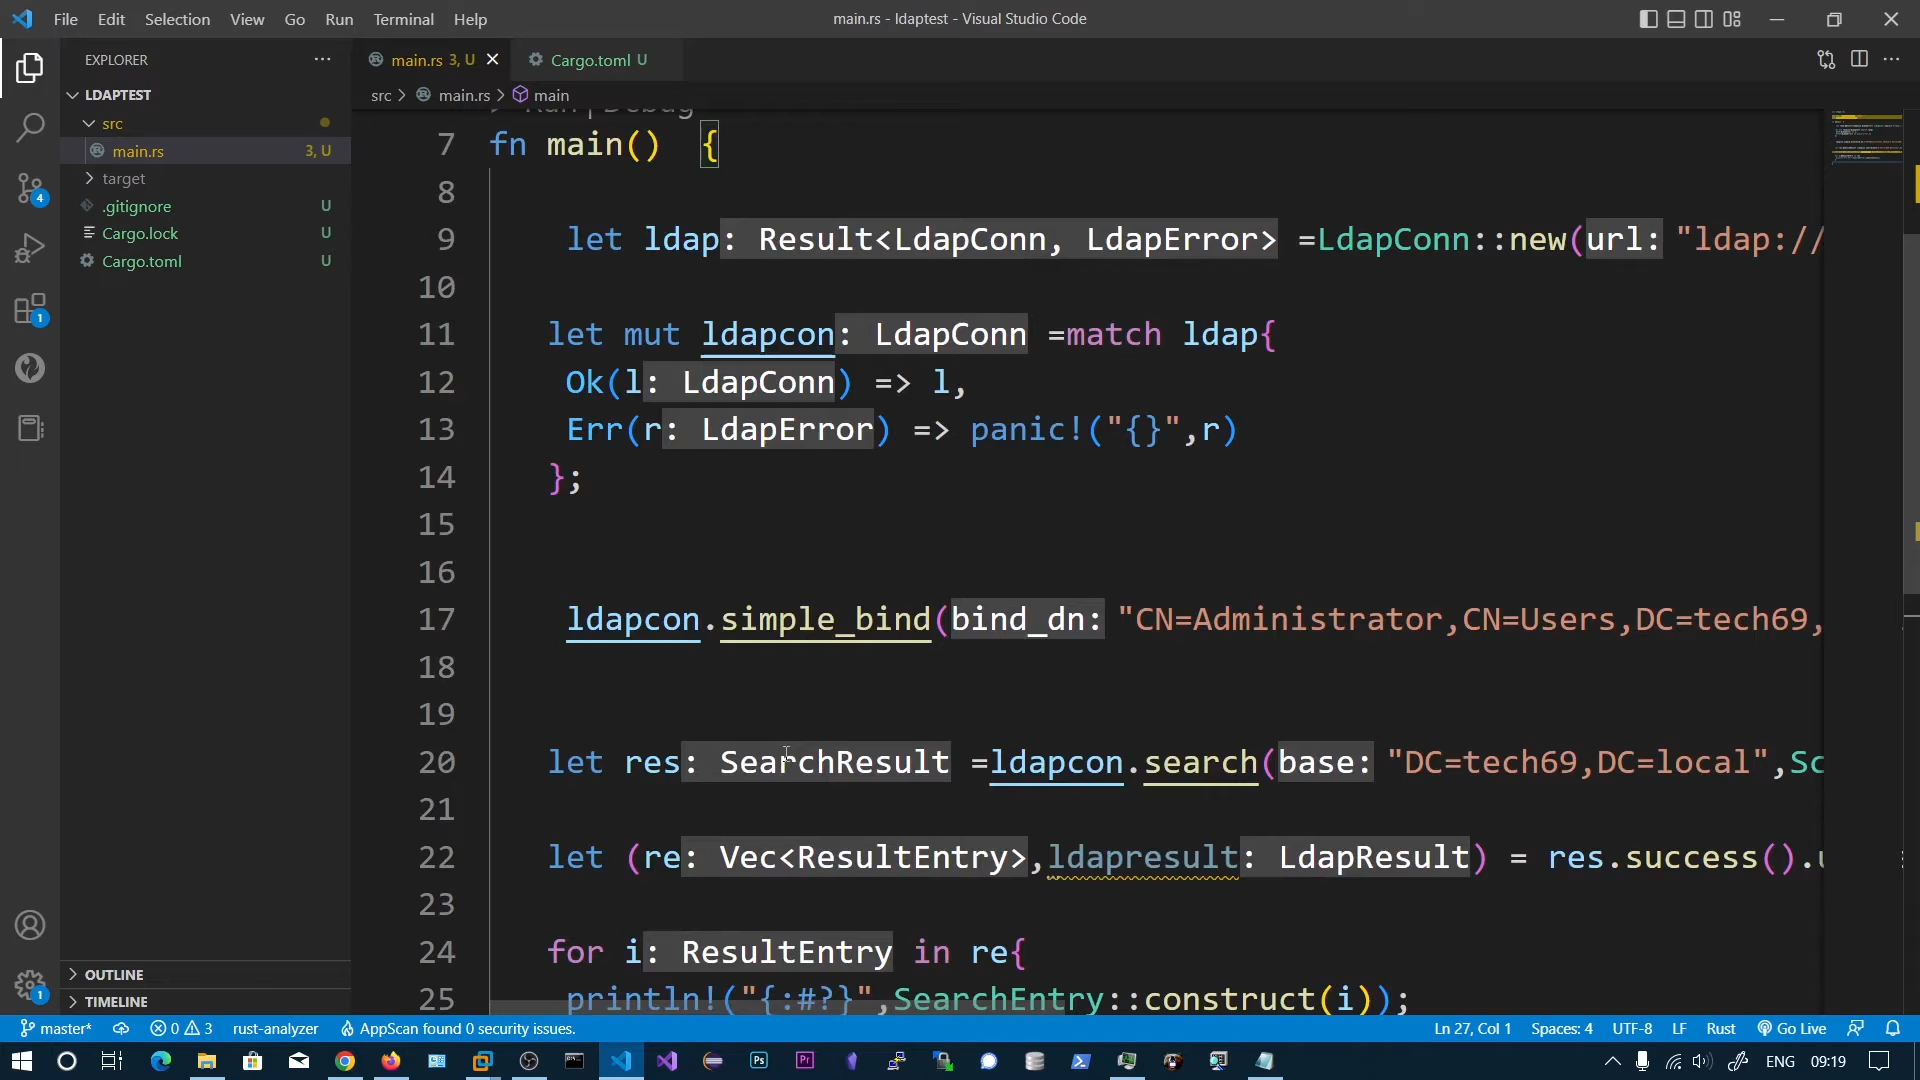 File Edit Selection View Go Run Terminal Help
main.rs - ldaptest - Visual Studio Code
EXPLORER
LDAPTEST
src
main.rs 3, U
target
.gitignore U
Cargo.lock U
Cargo.toml U
OUTLINE
TIMELINE
main.rs 3, U
Cargo.toml U
src > main.rs > main
Run | Debug
7 fn main() {
8
9 let ldap: Result<LdapConn, LdapError> =LdapConn::new(url: "ldap://
10
11 let mut ldapcon: LdapConn =match ldap{
12 Ok(l: LdapConn) => l,
13 Err(r: LdapError) => panic!("{}",r)
14 };
15
16
17 ldapcon.simple_bind(bind_dn: "CN=Administrator,CN=Users,DC=tech69,
18
19
20 let res: SearchResult =ldapcon.search(base: "DC=tech69,DC=local",Sc
21
22 let (re: Vec<ResultEntry>,ldapresult: LdapResult) = res.success().u
23
24 for i: ResultEntry in re{
25 println!("{:#?}",SearchEntry::construct(i));
4
1
1
master* 0 3 rust-analyzer AppScan found 0 security issues.
Ln 27, Col 1 Spaces: 4 UTF-8 LF Rust Go Live
Ps Pr ENG 09:19